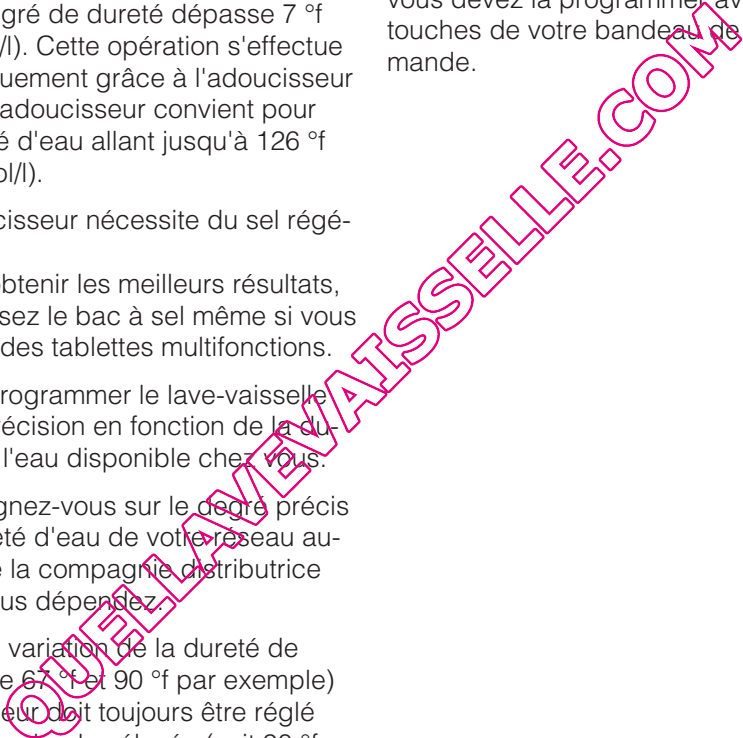 gré de dureté dépasse 7 °f
/l). Cette opération s'effectue
uement grâce à l'adoucisseur
adoucisseur convient pour
é d'eau allant jusqu'à 126 °f
ol/l).
cisseur nécessite du sel régé-
btenir les meilleurs résultats,
sez le bac à sel même si vous
des tablettes multifonctions.
rogrammer le lave-vaisselle
écision en fonction de la du-
l'eau disponible chez vous.
gnez-vous sur le degré précis
eté d'eau de votre réseau au-
e la compagnie distributrice
us dépendez.
variation de la dureté de
e 67 °f et 90 °f par exemple)
eur doit toujours être réglé
vous devez la programmer av
touches de votre bandeau de
mande.
QUELLAVEVAISSELLE.COM